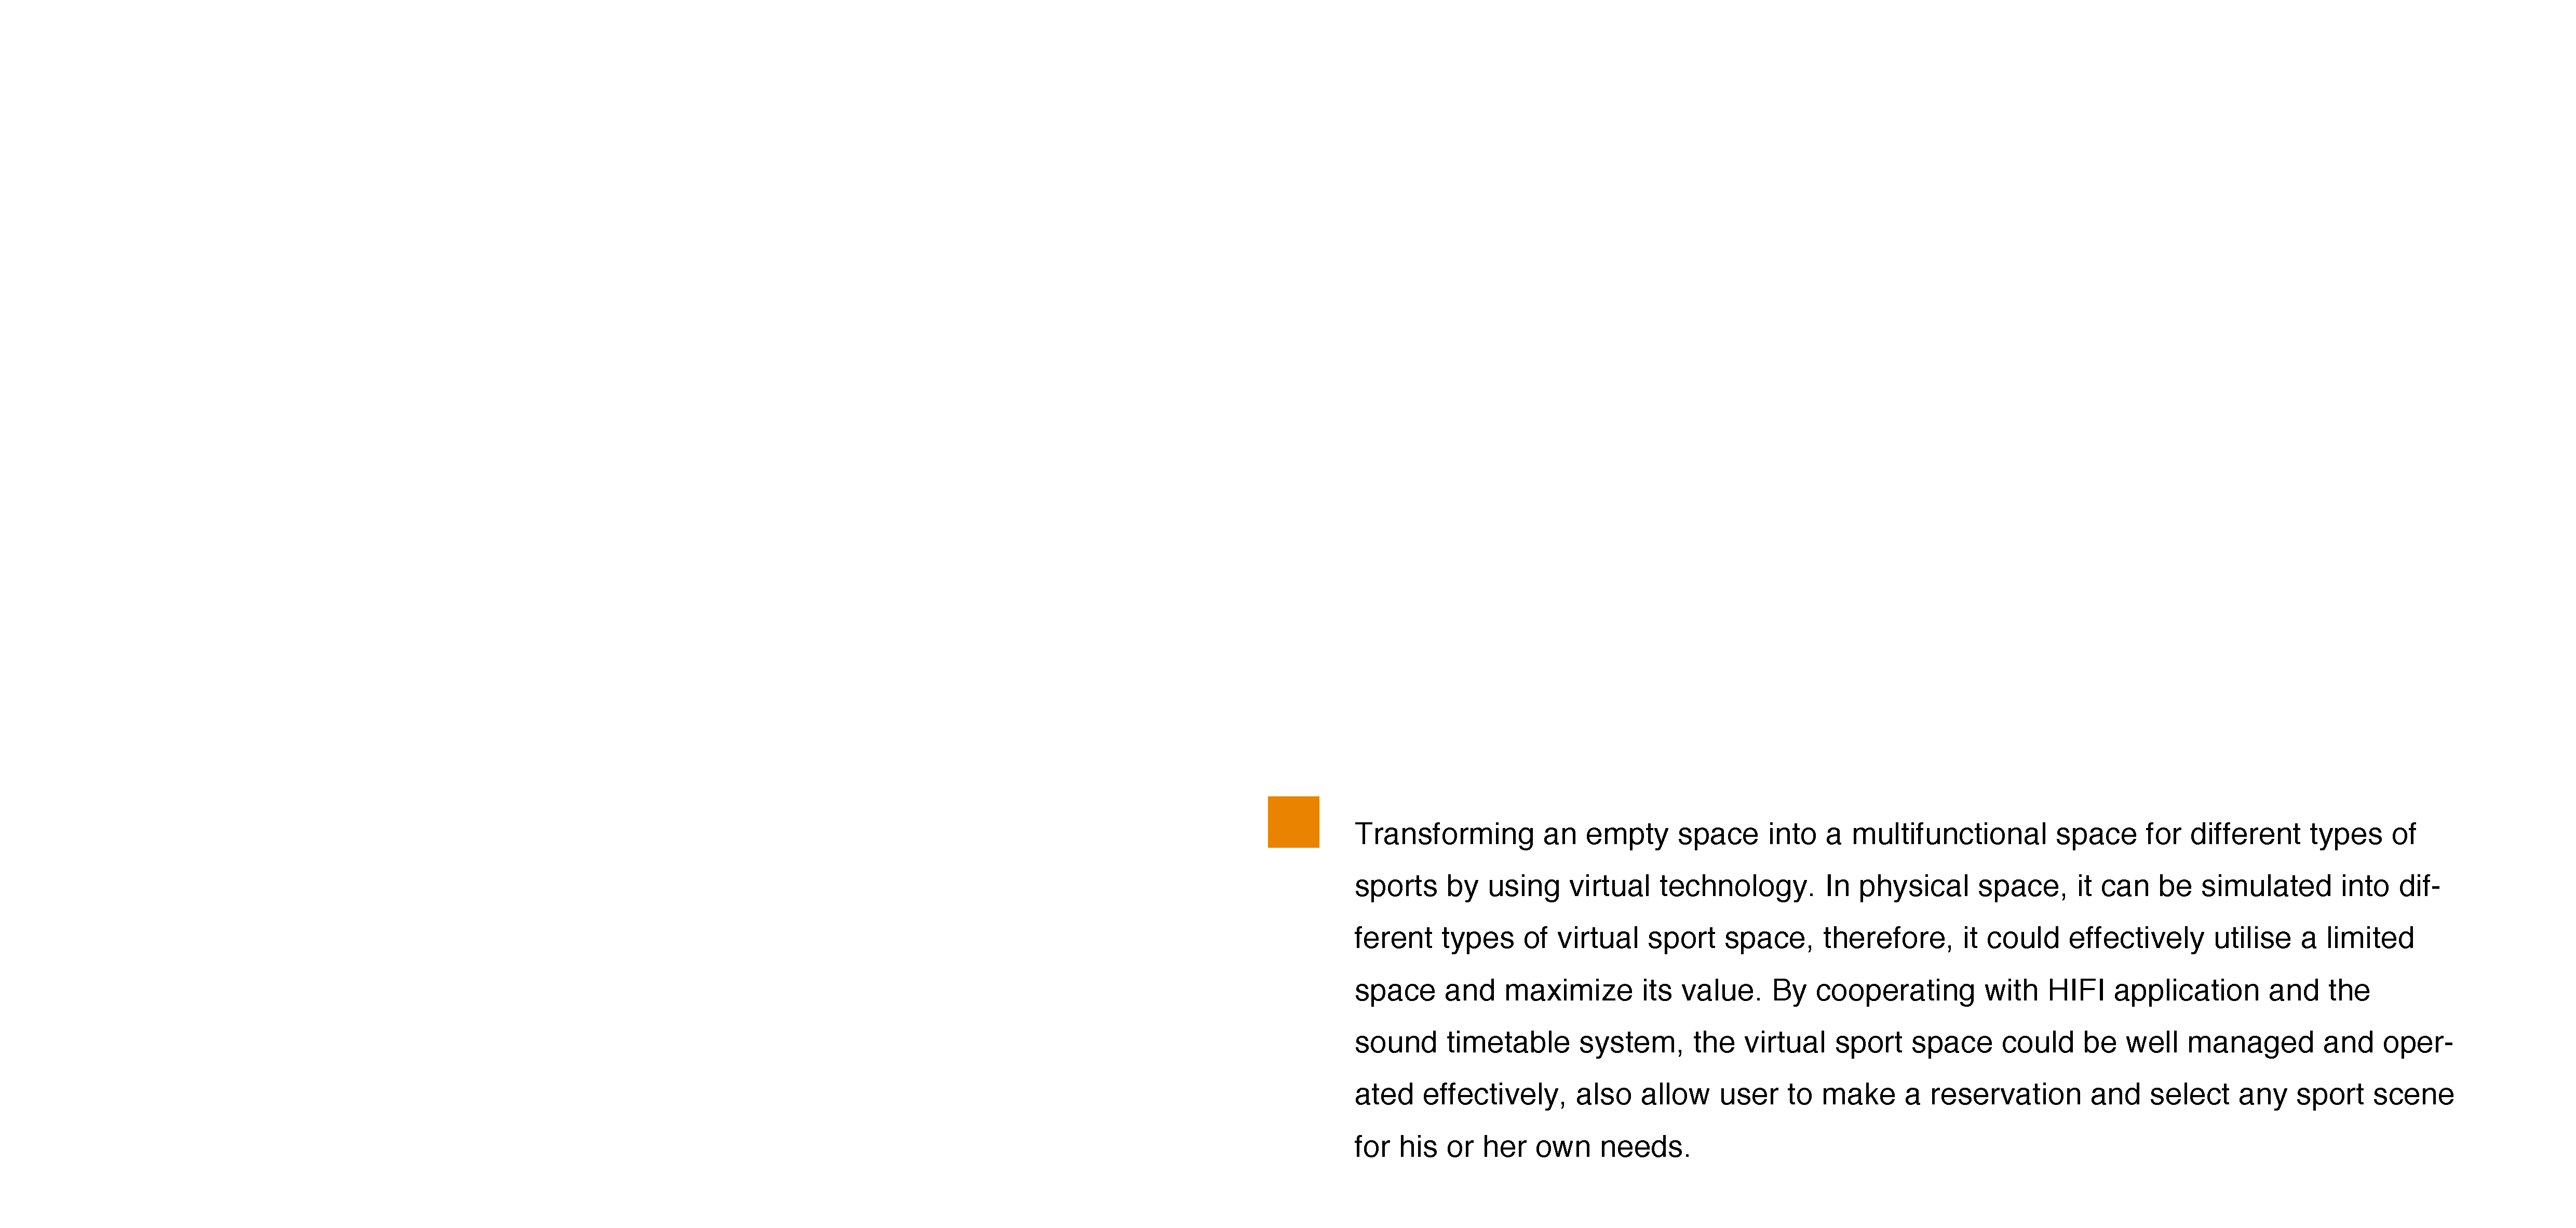 Transforming an empty space into a multifunctional space for different types of
sports by using virtual technology. In physical space, it can be simulated into dif-
ferent types of virtual sport space, therefore, it could effectively utilise a limited
space and maximize its value. By cooperating with HIFI application and the
sound timetable system, the virtual sport space could be well managed and oper-
ated effectively, also allow user to make a reservation and select any sport scene
for his or her own needs.